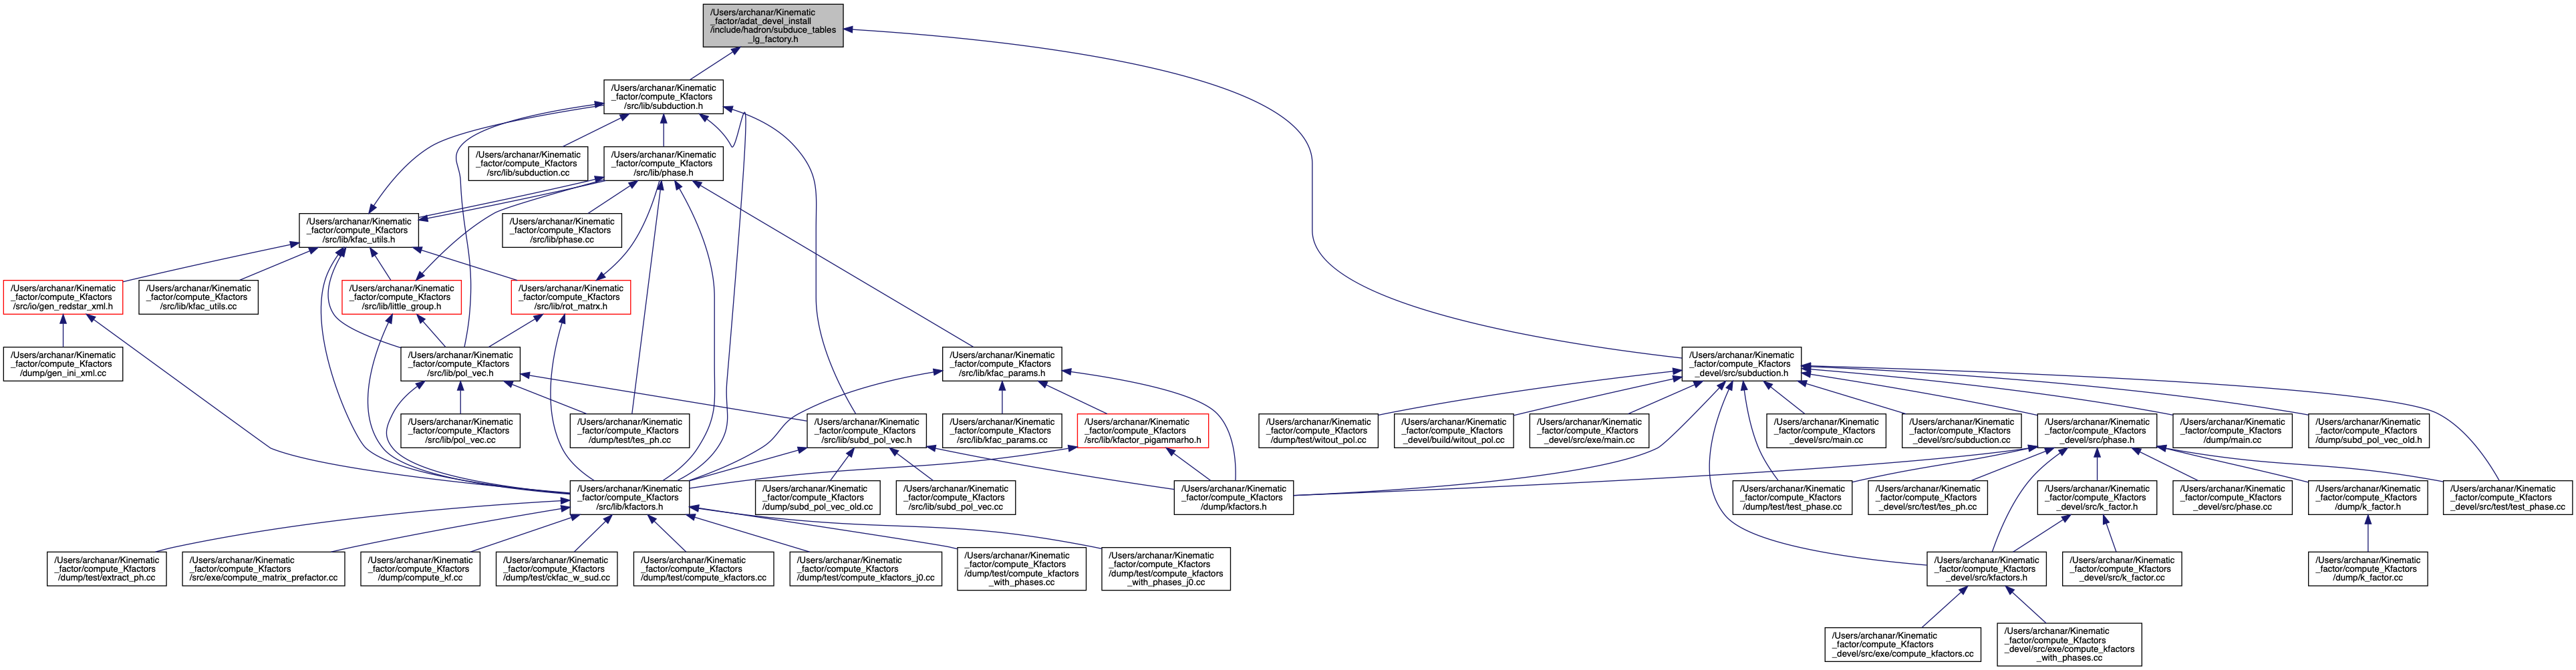 /Users/archanar/Kinematic
_factor/adat_devel_install
/include/hadron/subduce_tables
_lg_factory.h
/Users/archanar/Kinematic
_factor/compute_Kfactors
/src/lib/subduction.h
/Users/archanar/Kinematic
_factor/compute_Kfactors
/src/lib/subduction.cc
/Users/archanar/Kinematic
_factor/compute_Kfactors
/src/lib/phase.h
/Users/archanar/Kinematic
_factor/compute_Kfactors
/src/lib/kfac_utils.h
/Users/archanar/Kinematic
_factor/compute_Kfactors
/src/lib/phase.cc
/Users/archanar/Kinematic
_factor/compute_Kfactors
/src/io/gen_redstar_xml.h
/Users/archanar/Kinematic
_factor/compute_Kfactors
/src/lib/kfac_utils.cc
/Users/archanar/Kinematic
_factor/compute_Kfactors
/src/lib/little_group.h
/Users/archanar/Kinematic
_factor/compute_Kfactors
/src/lib/rot_matrx.h
/Users/archanar/Kinematic
_factor/compute_Kfactors
/dump/gen_ini_xml.cc
/Users/archanar/Kinematic
_factor/compute_Kfactors
/src/lib/pol_vec.h
/Users/archanar/Kinematic
_factor/compute_Kfactors
/src/lib/kfac_params.h
/Users/archanar/Kinematic
_factor/compute_Kfactors
_devel/src/subduction.h
/Users/archanar/Kinematic
_factor/compute_Kfactors
/src/lib/pol_vec.cc
/Users/archanar/Kinematic
_factor/compute_Kfactors
/dump/test/tes_ph.cc
/Users/archanar/Kinematic
_factor/compute_Kfactors
/src/lib/subd_pol_vec.h
/Users/archanar/Kinematic
_factor/compute_Kfactors
/src/lib/kfac_params.cc
/Users/archanar/Kinematic
_factor/compute_Kfactors
/src/lib/kfactor_pigammarho.h
/Users/archanar/Kinematic
_factor/compute_Kfactors
/dump/test/witout_pol.cc
/Users/archanar/Kinematic
_factor/compute_Kfactors
_devel/build/witout_pol.cc
/Users/archanar/Kinematic
_factor/compute_Kfactors
_devel/src/exe/main.cc
/Users/archanar/Kinematic
_factor/compute_Kfactors
_devel/src/main.cc
/Users/archanar/Kinematic
_factor/compute_Kfactors
_devel/src/subduction.cc
/Users/archanar/Kinematic
_factor/compute_Kfactors
_devel/src/phase.h
/Users/archanar/Kinematic
_factor/compute_Kfactors
/dump/main.cc
/Users/archanar/Kinematic
_factor/compute_Kfactors
/dump/subd_pol_vec_old.h
/Users/archanar/Kinematic
_factor/compute_Kfactors
/src/lib/kfactors.h
/Users/archanar/Kinematic
_factor/compute_Kfactors
/dump/subd_pol_vec_old.cc
/Users/archanar/Kinematic
_factor/compute_Kfactors
/src/lib/subd_pol_vec.cc
/Users/archanar/Kinematic
_factor/compute_Kfactors
/dump/kfactors.h
/Users/archanar/Kinematic
_factor/compute_Kfactors
/dump/test/test_phase.cc
/Users/archanar/Kinematic
_factor/compute_Kfactors
_devel/src/test/tes_ph.cc
/Users/archanar/Kinematic
_factor/compute_Kfactors
_devel/src/k_factor.h
/Users/archanar/Kinematic
_factor/compute_Kfactors
_devel/src/phase.cc
/Users/archanar/Kinematic
_factor/compute_Kfactors
/dump/k_factor.h
/Users/archanar/Kinematic
_factor/compute_Kfactors
_devel/src/test/test_phase.cc
/Users/archanar/Kinematic
_factor/compute_Kfactors
/dump/test/extract_ph.cc
/Users/archanar/Kinematic
_factor/compute_Kfactors
/src/exe/compute_matrix_prefactor.cc
/Users/archanar/Kinematic
_factor/compute_Kfactors
/dump/compute_kf.cc
/Users/archanar/Kinematic
_factor/compute_Kfactors
/dump/test/ckfac_w_sud.cc
/Users/archanar/Kinematic
_factor/compute_Kfactors
/dump/test/compute_kfactors.cc
/Users/archanar/Kinematic
_factor/compute_Kfactors
/dump/test/compute_kfactors_j0.cc
/Users/archanar/Kinematic
_factor/compute_Kfactors
/dump/test/compute_kfactors
_with_phases.cc
/Users/archanar/Kinematic
_factor/compute_Kfactors
/dump/test/compute_kfactors
_with_phases_j0.cc
/Users/archanar/Kinematic
_factor/compute_Kfactors
_devel/src/kfactors.h
/Users/archanar/Kinematic
_factor/compute_Kfactors
_devel/src/k_factor.cc
/Users/archanar/Kinematic
_factor/compute_Kfactors
/dump/k_factor.cc
/Users/archanar/Kinematic
_factor/compute_Kfactors
_devel/src/exe/compute_kfactors.cc
/Users/archanar/Kinematic
_factor/compute_Kfactors
_devel/src/exe/compute_kfactors
_with_phases.cc